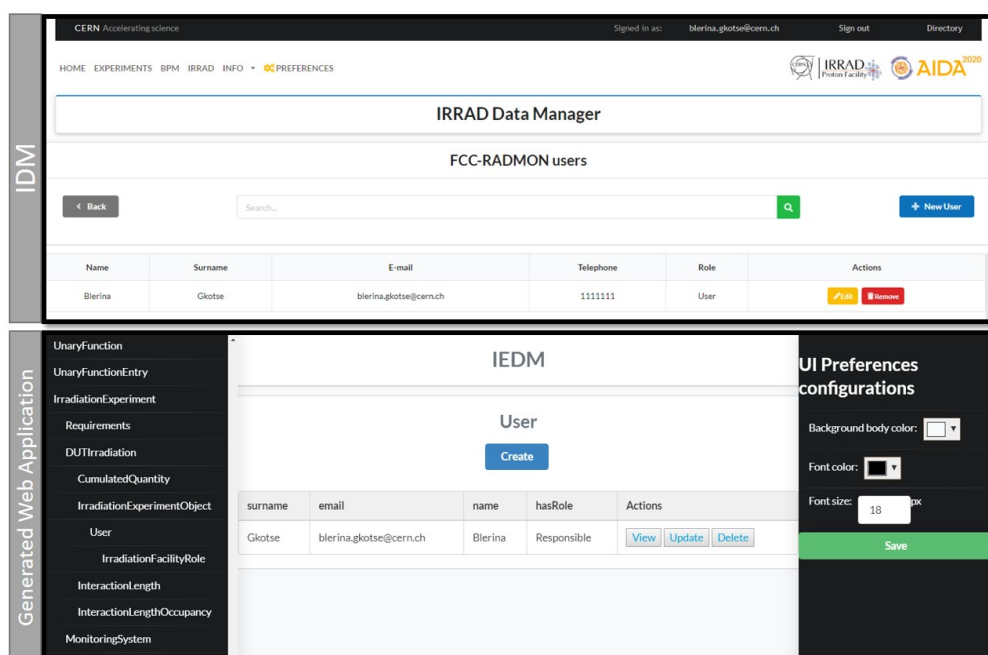 IDM
CERN Accelerating science Signed in as: blerina.gkotse@cern.ch Sign out Directory
HOME EXPERIMENTS BPM IRRAD INFO PREFERENCES
CERN IRRAD Proton Facility AIDA 2020
IRRAD Data Manager
FCC-RADMON users
< Back Search... + New User
Name Surname E-mail Telephone Role Actions
Blerina Gkotse blerina.gkotse@cern.ch 1111111 User Edit Remove
Generated Web Application
UnaryFunction
UnaryFunctionEntry
IrradiationExperiment
Requirements
DUTIrradiation
CumulatedQuantity
IrradiationExperimentObject
User
IrradiationFacilityRole
InteractionLength
InteractionLengthOccupancy
MonitoringSystem
IEDM
User
Create
surname email name hasRole Actions
Gkotse blerina.gkotse@cern.ch Blerina Responsible View Update Delete
UI Preferences
configurations
Background body color:
Font color:
Font size: 18 px
Save